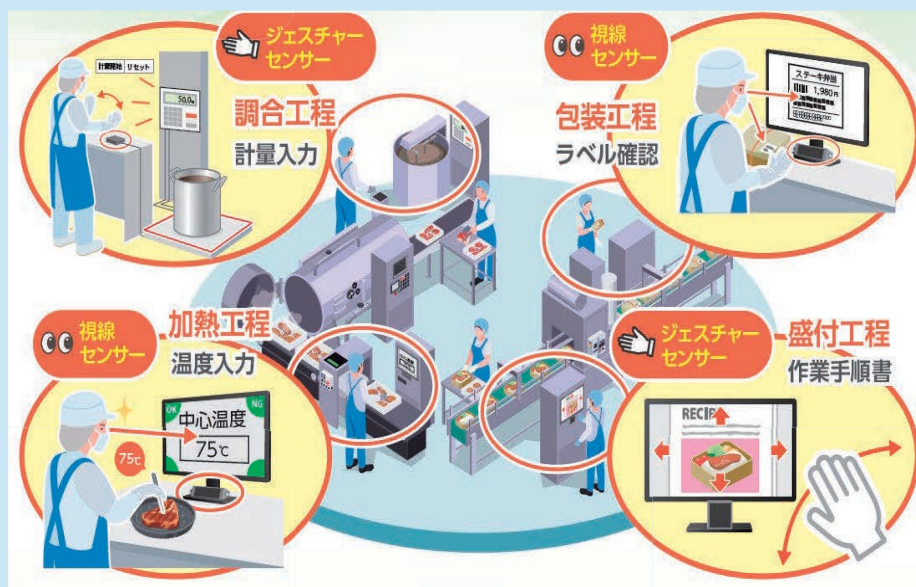 ジェスチャー
センサー
調合工程
計量入力
計量開始 リセット
50.0kg
視線
センサー
包装工程
ラベル確認
ステーキ弁当
1,980円
視線
センサー
加熱工程
温度入力
OK
NG
中心温度
75℃
75℃
ジェスチャー
センサー
盛付工程
作業手順書
RECIP